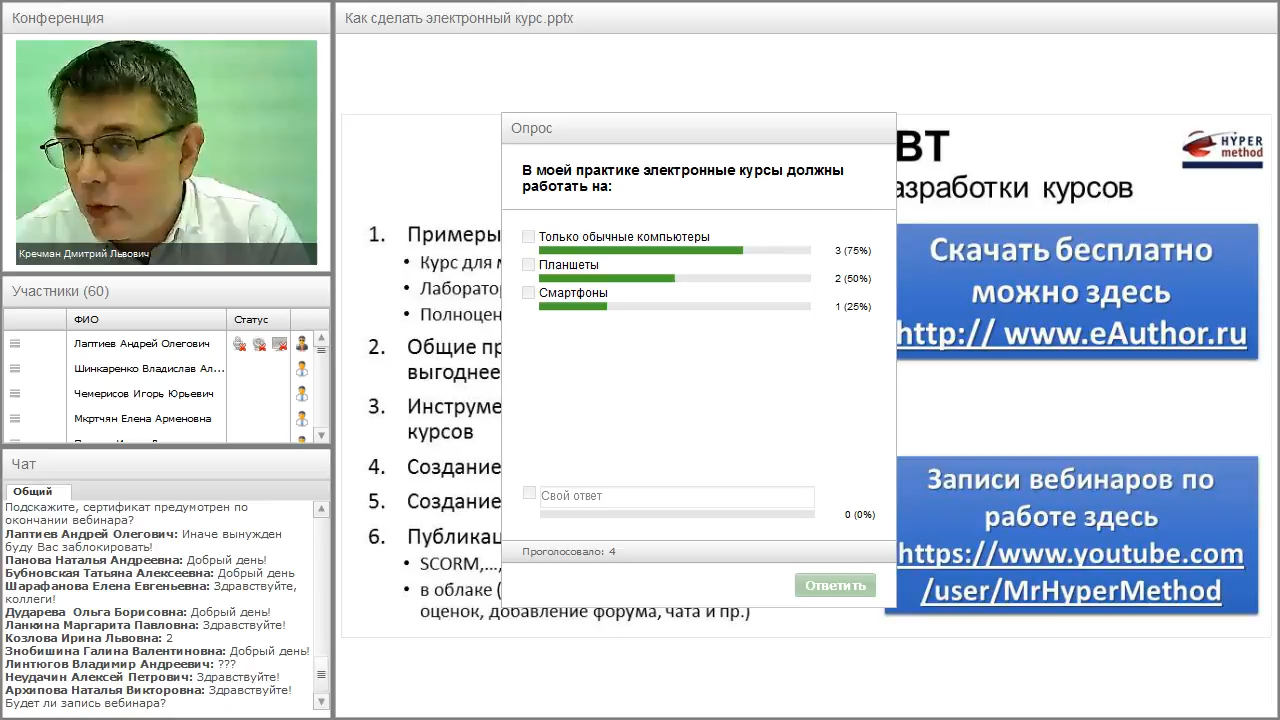 Конференция
Кречман Дмитрий Львович
Участники (60)
ФИО
Статус
Лаптиев Андрей Олегович
Шинкаренко Владислав Ал...
Чемерисов Игорь Юрьевич
Мкртчян Елена Арменовна
Чат
Общий
Подскажите, сертификат предусмотрен по
окончании вебинара?
Лаптиев Андрей Олегович: Иначе вынужден
буду Вас заблокировать!
Панова Наталья Андреевна: Добрый день!
Бубновская Татьяна Алексеевна: Добрый день
Шарафанова Елена Евгеньевна: Здравствуйте,
коллеги!
Дударева Ольга Борисовна: Добрый день!
Ланкина Маргарита Павловна: Здравствуйте!
Козлова Ирина Львовна: 2
Знобишина Галина Валентиновна: Добрый день!
Линтюгов Владимир Андреевич: ???
Неудачин Алексей Петрович: Здравствуйте!
Архипова Наталья Викторовна: Здравствуйте!
Будет ли запись вебинара?
Как сделать электронный курс.pptx
ВТ
азработки курсов
HYPER
method
1. Примеры
• Курс для м
• Лаборатор
• Полноцен
2. Общие пр
выгоднее
3. Инструме
курсов
4. Создание
5. Создание
6. Публикац
• SCORM,...,
• в облаке (
оценок, добавление форума, чата и пр.)
Опрос
В моей практике электронные курсы должны
работать на:
Только обычные компьютеры
3 (75%)
Планшеты
2 (50%)
Смартфоны
1 (25%)
Свой ответ
0 (0%)
Проголосовало: 4
Ответить
Скачать бесплатно
можно здесь
http:// www.eAuthor.ru
Записи вебинаров по
работе здесь
https://www.youtube.com
/user/MrHyperMethod